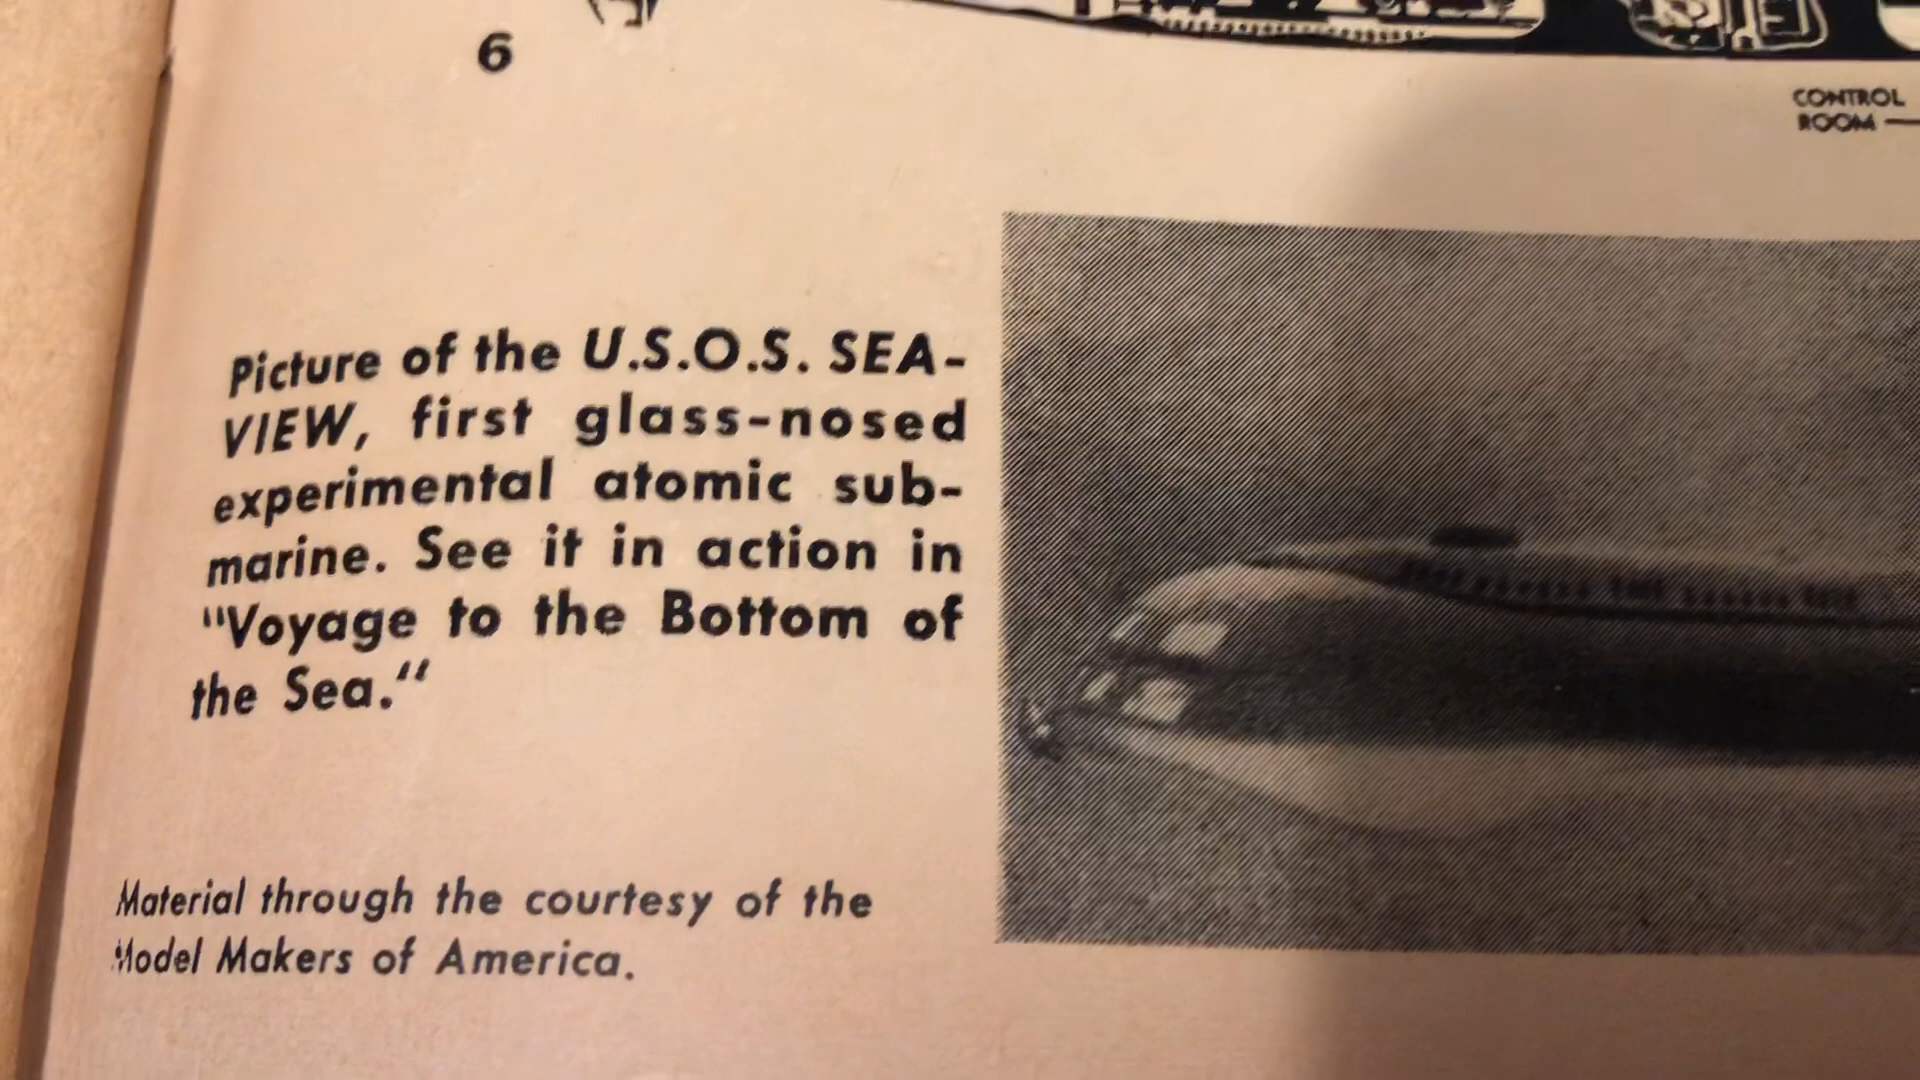 6
CONTROL
ROOM
Picture of the U.S.O.S. SEA-
VIEW, first glass-nosed
experimental atomic sub-
marine. See it in action in
"Voyage to the Bottom of
the Sea."
Material through the courtesy of the
Model Makers of America.